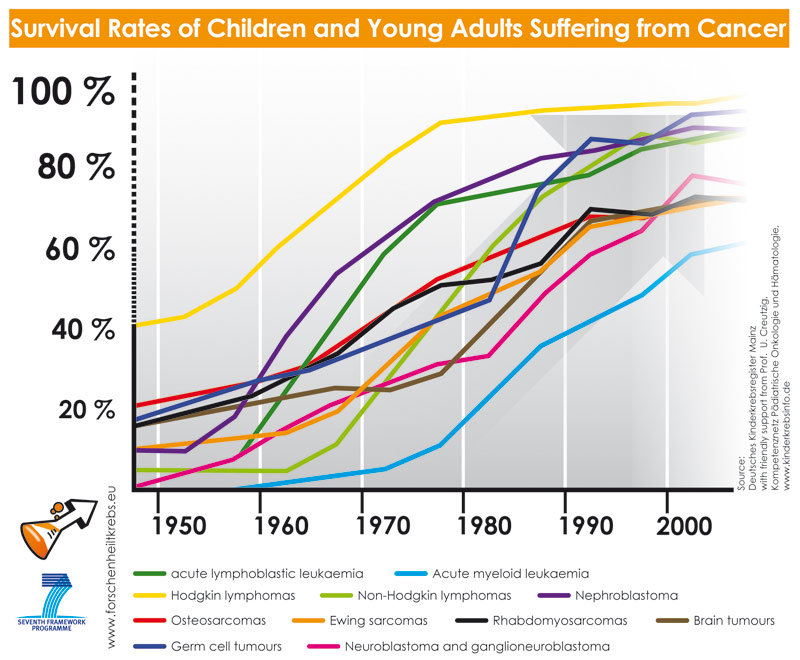 Survival Rates of Children and Young Adults Suffering from Cancer
100 %
80 %
60 %
40 %
20 %
1950
1960
1970
1980
1990
2000
Source:
Deutsches Kinderkrebsregister Mainz
with friendly support from Prof. U. Creutzig,
Kompetenznetz Pädiatrische Onkologie und Hämatologie.
www.kinderkrebsinfo.de
www.forschenheiltkrebs.eu
7
SEVENTH FRAMEWORK
PROGRAMME
acute lymphoblastic leukaemia
Acute myeloid leukaemia
Hodgkin lymphomas
Non-Hodgkin lymphomas
Nephroblastoma
Osteosarcomas
Ewing sarcomas
Rhabdomyosarcomas
Brain tumours
Germ cell tumours
Neuroblastoma and ganglioneuroblastoma